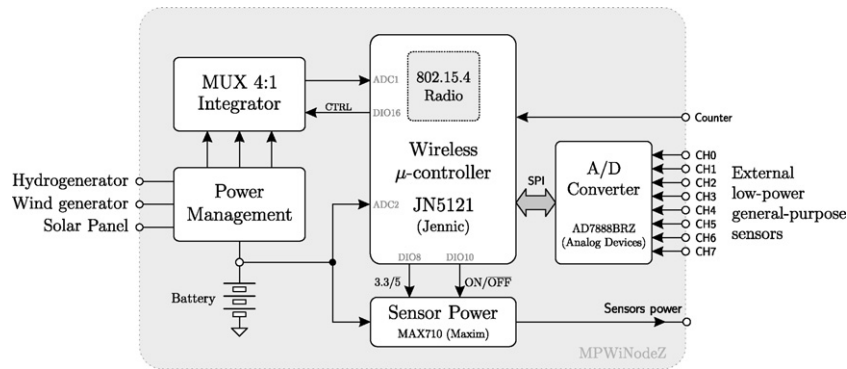 MUX 4:1
Integrator
ADC1
802.15.4
Radio
CTRL
DIO16
Counter
Wireless
μ-controller
JN5121
(Jennic)
SPI
A/D
Converter
AD7888BRZ
(Analog Devices)
CH0
CH1
CH2
CH3
CH4
CH5
CH6
CH7
External
low-power
general-purpose
sensors
Hydrogenerator
Wind generator
Solar Panel
Power
Management
ADC2
DIO8
DIO10
3.3/5̅
ON/O̅F̅F̅
Battery
Sensor Power
MAX710 (Maxim)
Sensors power
MPWiNodeZ